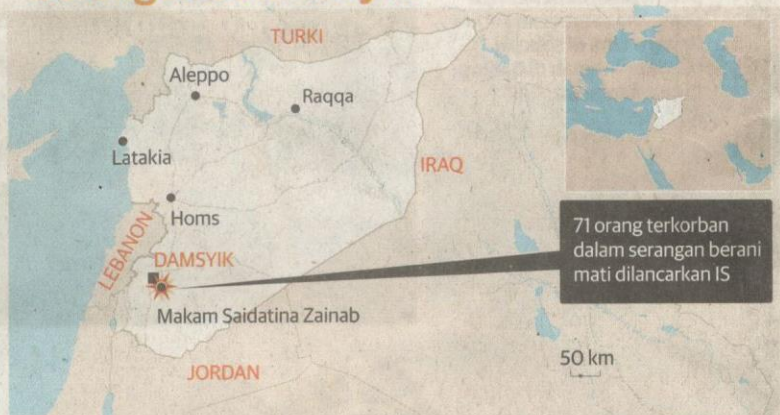 TURKI
Aleppo
Raqqa
Latakia
IRAQ
Homs
LEBANON
DAMSYIK
71 orang terkorban
dalam serangan berani
mati dilancarkan IS
Makam Saidatina Zainab
50 km
JORDAN